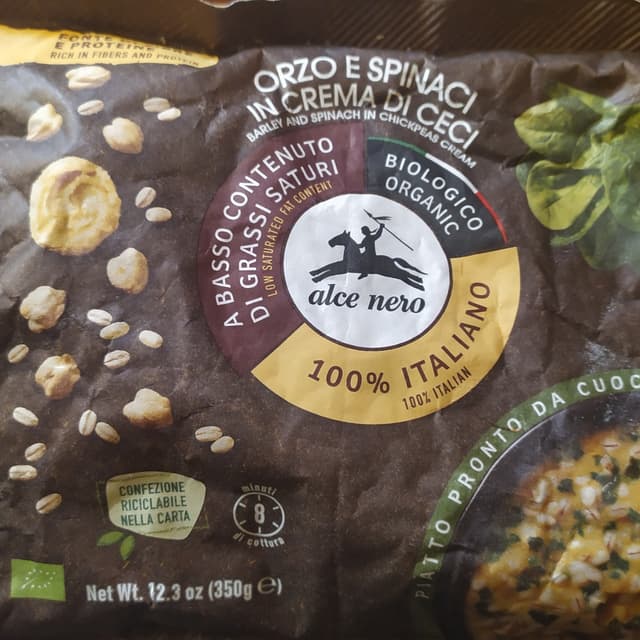 E PROTEINE
RICH IN FIBERS AND PROTEIN
ORZO E SPINACI
IN CREMA DI CECI
BARLEY AND SPINACH IN CHICKPEAS CREAM
A BASSO CONTENUTO
DI GRASSI SATURI
LOW SATURATED FAT CONTENT
BIOLOGICO
ORGANIC
alce nero
100% ITALIANO
100% ITALIAN
PIATTO PRONTO DA CUOC
CONFEZIONE
RICICLABILE
NELLA CARTA
minuti
8
di cottura
Net Wt. 12.3 oz (350g ℮)